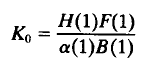 K₀ = H(1)F(1) / α(1)B(1)